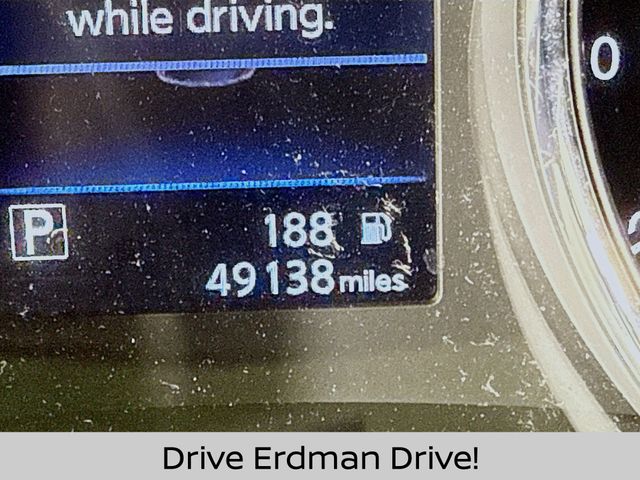 while driving.
0
P
188
49138 miles
Drive Erdman Drive!